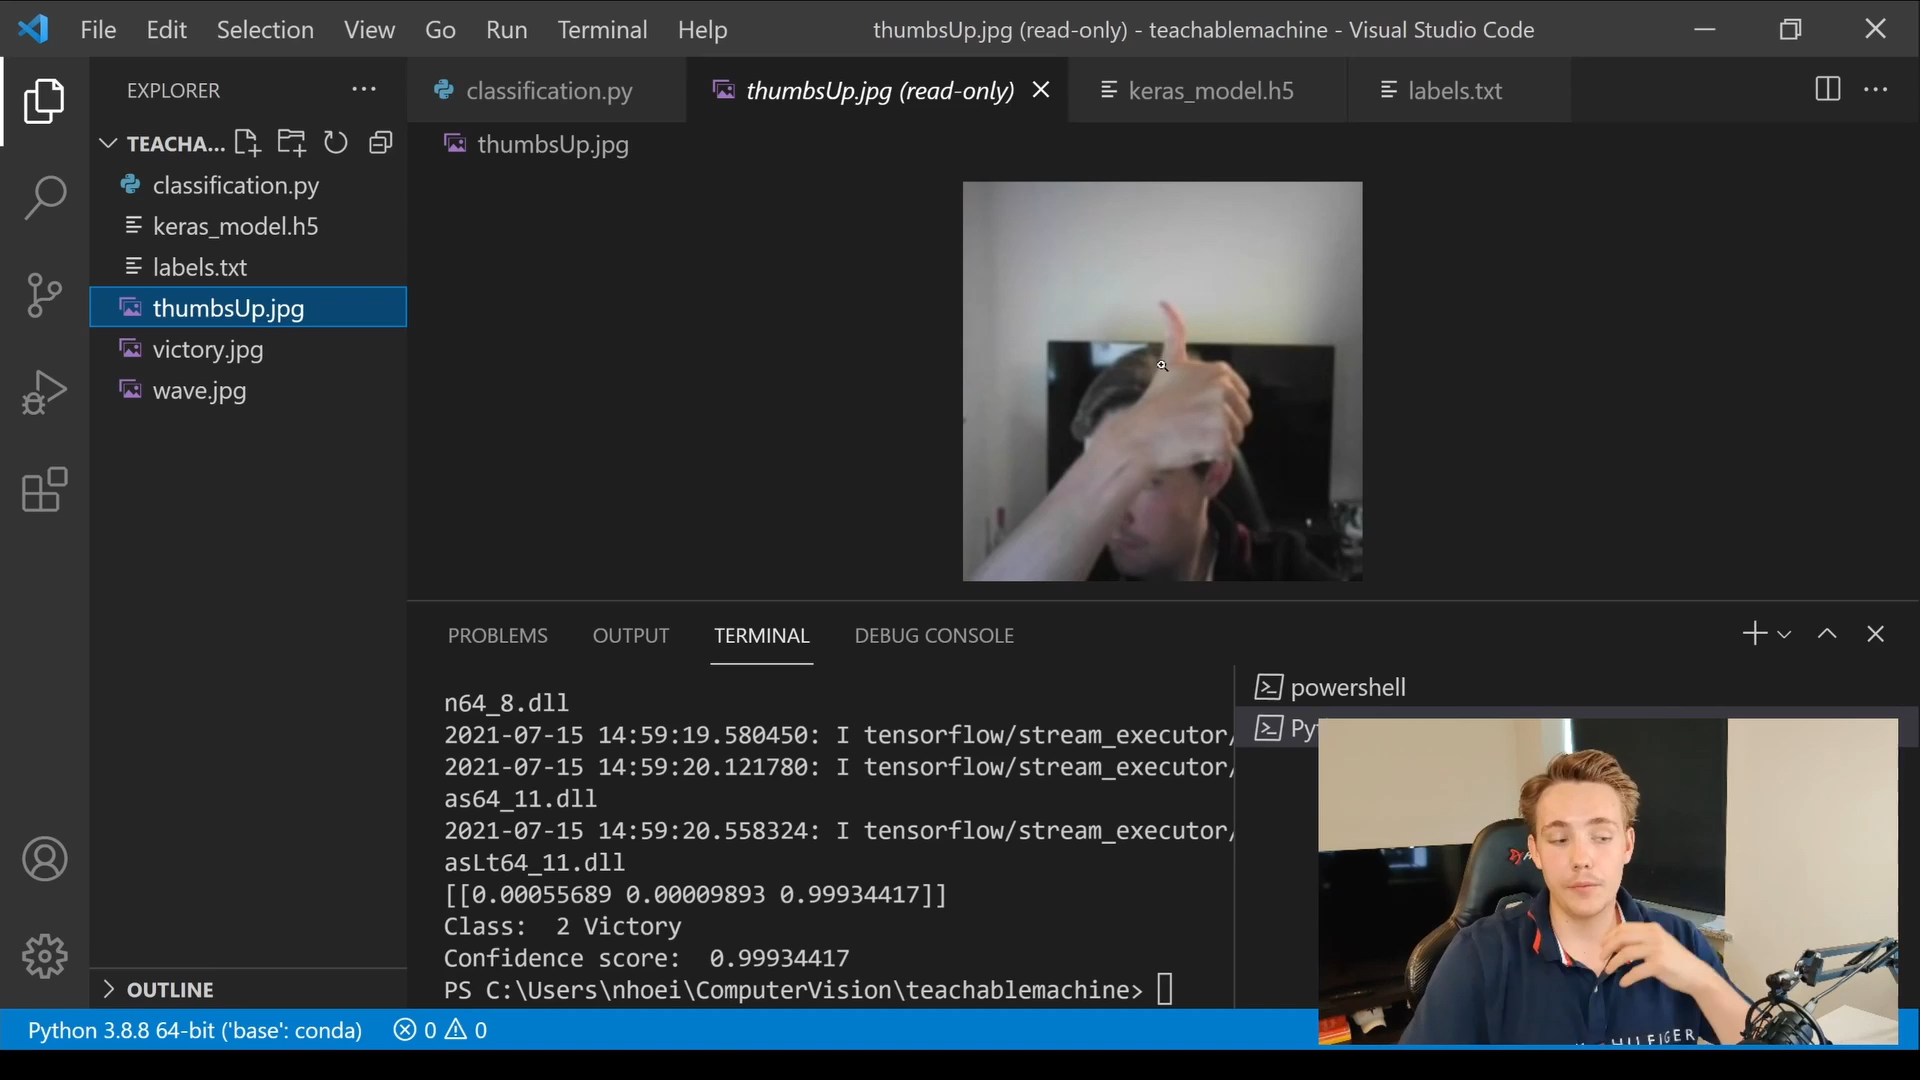 File Edit Selection View Go Run Terminal Help
thumbsUp.jpg (read-only) - teachablemachine - Visual Studio Code
EXPLORER
classification.py
thumbsUp.jpg (read-only)
keras_model.h5
labels.txt
TEACHA...
thumbsUp.jpg
classification.py
keras_model.h5
labels.txt
thumbsUp.jpg
victory.jpg
wave.jpg
PROBLEMS OUTPUT TERMINAL DEBUG CONSOLE
n64_8.dll
2021-07-15 14:59:19.580450: I tensorflow/stream_executor/
2021-07-15 14:59:20.121780: I tensorflow/stream_executor/
as64_11.dll
2021-07-15 14:59:20.558324: I tensorflow/stream_executor/
asLt64_11.dll
[[0.00055689 0.00009893 0.99934417]]
Class:  2 Victory
Confidence score:  0.99934417
PS C:\Users\nhoei\ComputerVision\teachablemachine>
powershell
Py
OUTLINE
Python 3.8.8 64-bit ('base': conda)
0 0
HILFIGER